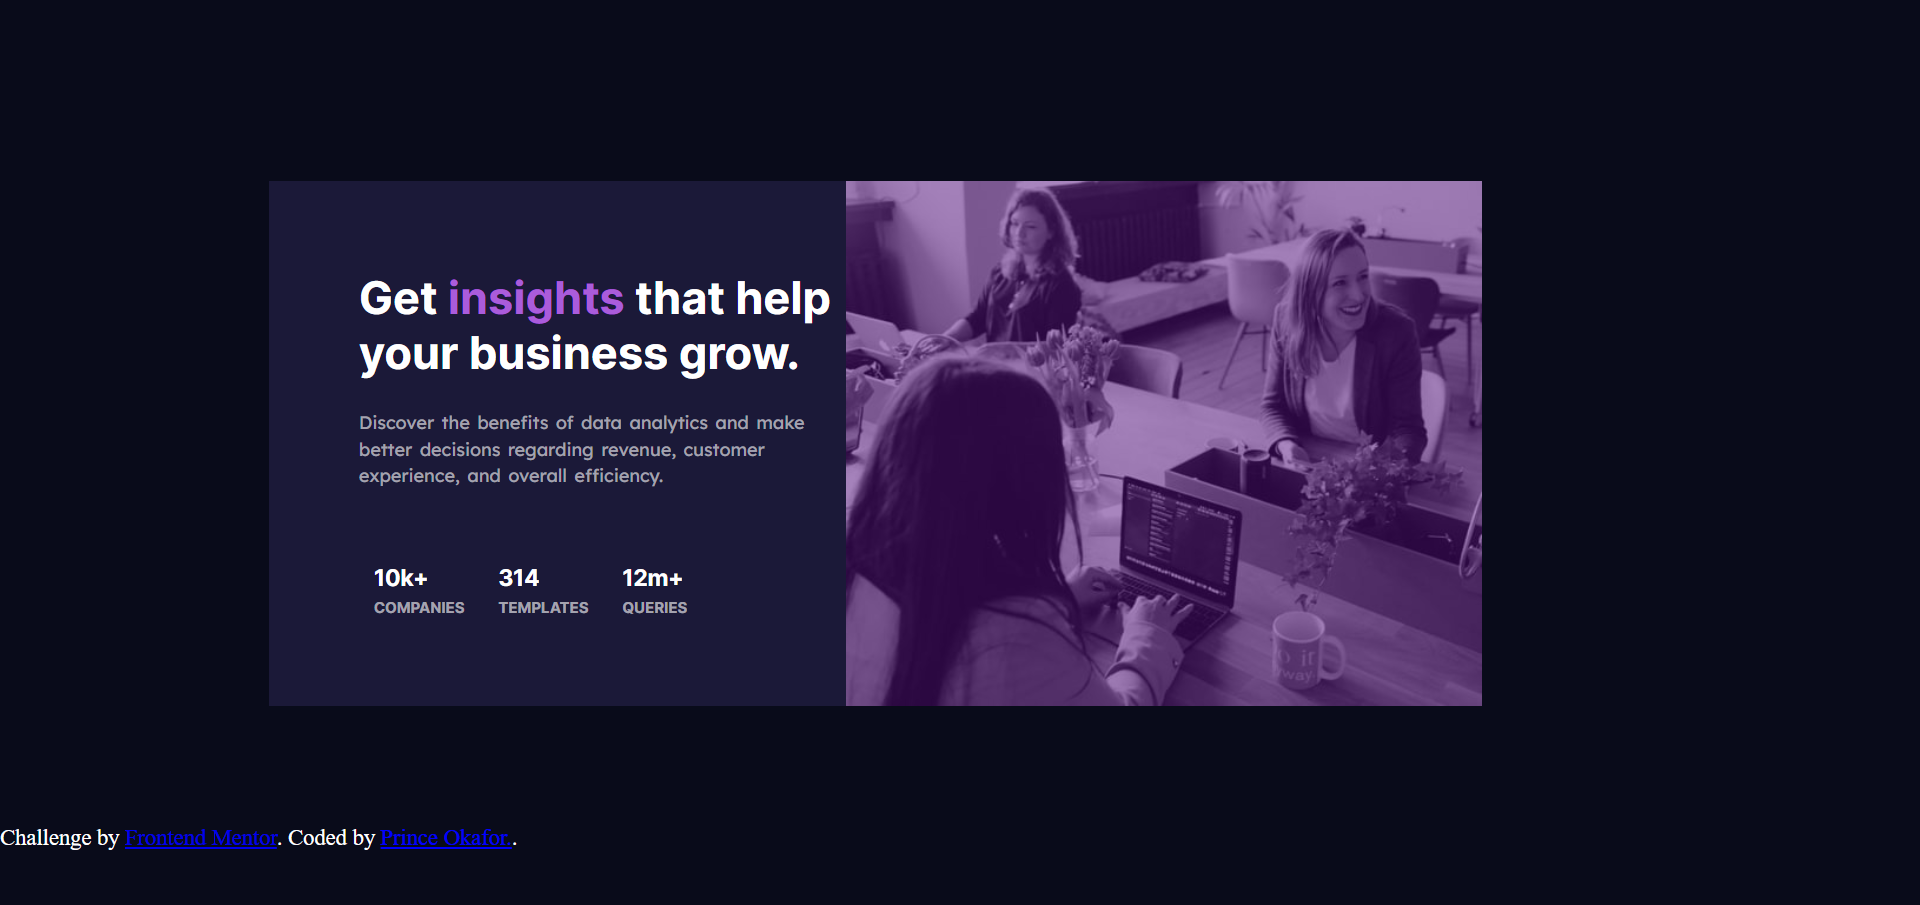 Get insights that help
your business grow.
Discover the benefits of data analytics and make
better decisions regarding revenue, customer
experience, and overall efficiency.
10k+ 314 12m+
COMPANIES TEMPLATES QUERIES
Challenge by Frontend Mentor. Coded by Prince Okafor..